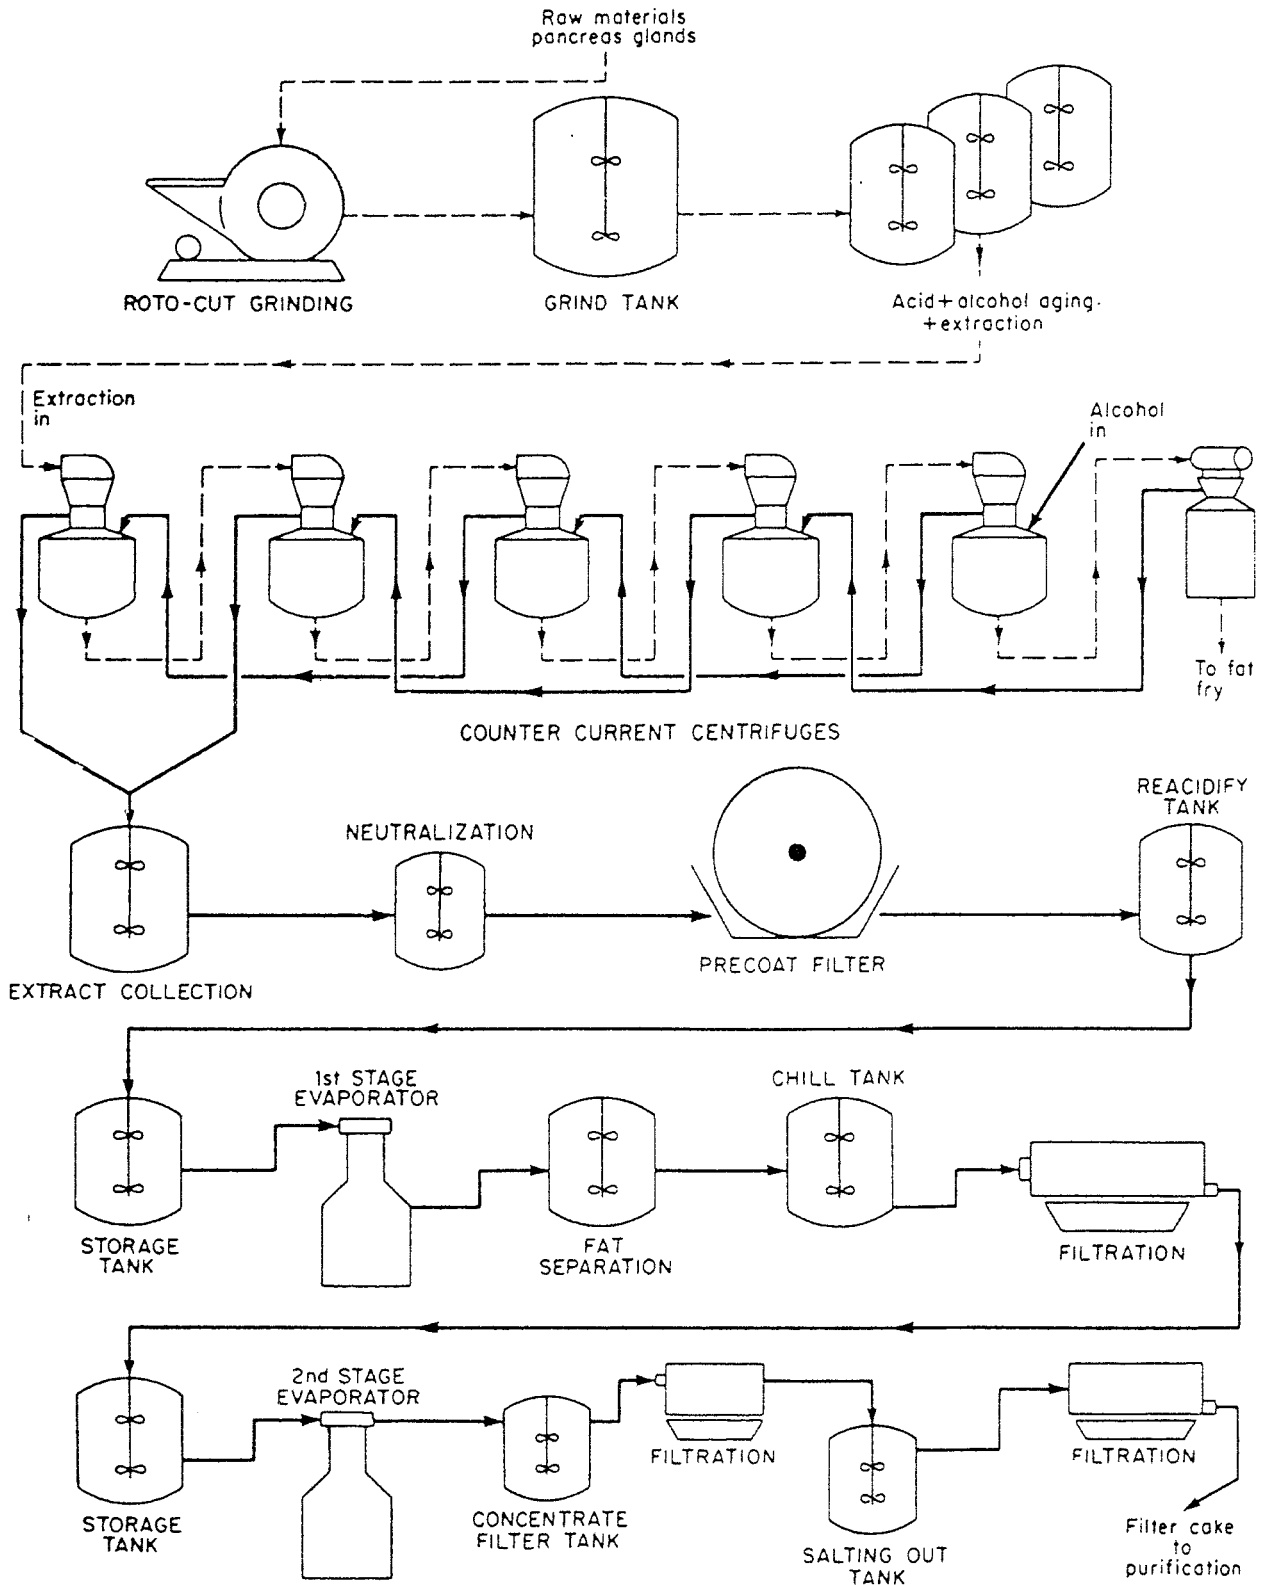 Raw materials
pancreas glands
ROTO-CUT GRINDING
GRIND TANK
Acid + alcohol aging.
+extraction
Extraction
in
Alcohol
in
To fat
fry
COUNTER CURRENT CENTRIFUGES
REACIDIFY
TANK
NEUTRALIZATION
PRECOAT FILTER
EXTRACT COLLECTION
1st STAGE
EVAPORATOR
CHILL TANK
STORAGE
TANK
FAT
SEPARATION
FILTRATION
2nd STAGE
EVAPORATOR
FILTRATION
FILTRATION
STORAGE
TANK
CONCENTRATE
FILTER TANK
SALTING OUT
TANK
Filter cake
to
purification